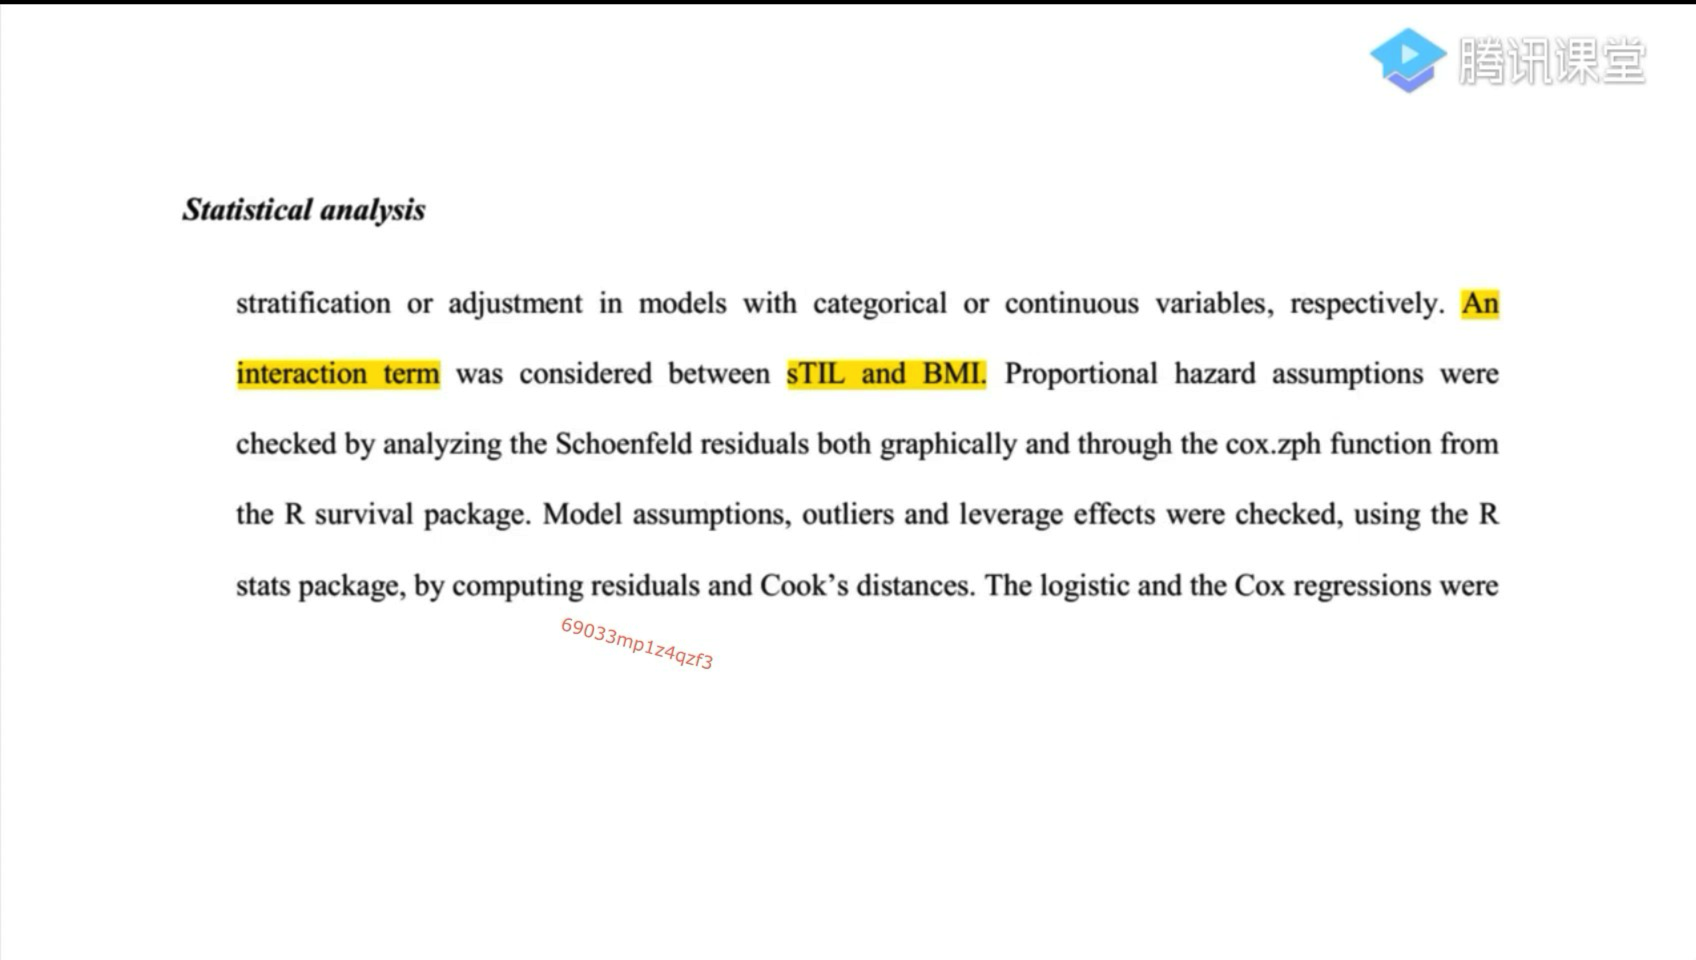 腾讯课堂
Statistical analysis
stratification or adjustment in models with categorical or continuous variables, respectively. An
interaction term was considered between sTIL and BMI. Proportional hazard assumptions were
checked by analyzing the Schoenfeld residuals both graphically and through the cox.zph function from
the R survival package. Model assumptions, outliers and leverage effects were checked, using the R
stats package, by computing residuals and Cook’s distances. The logistic and the Cox regressions were
69033mp1z4qzf3